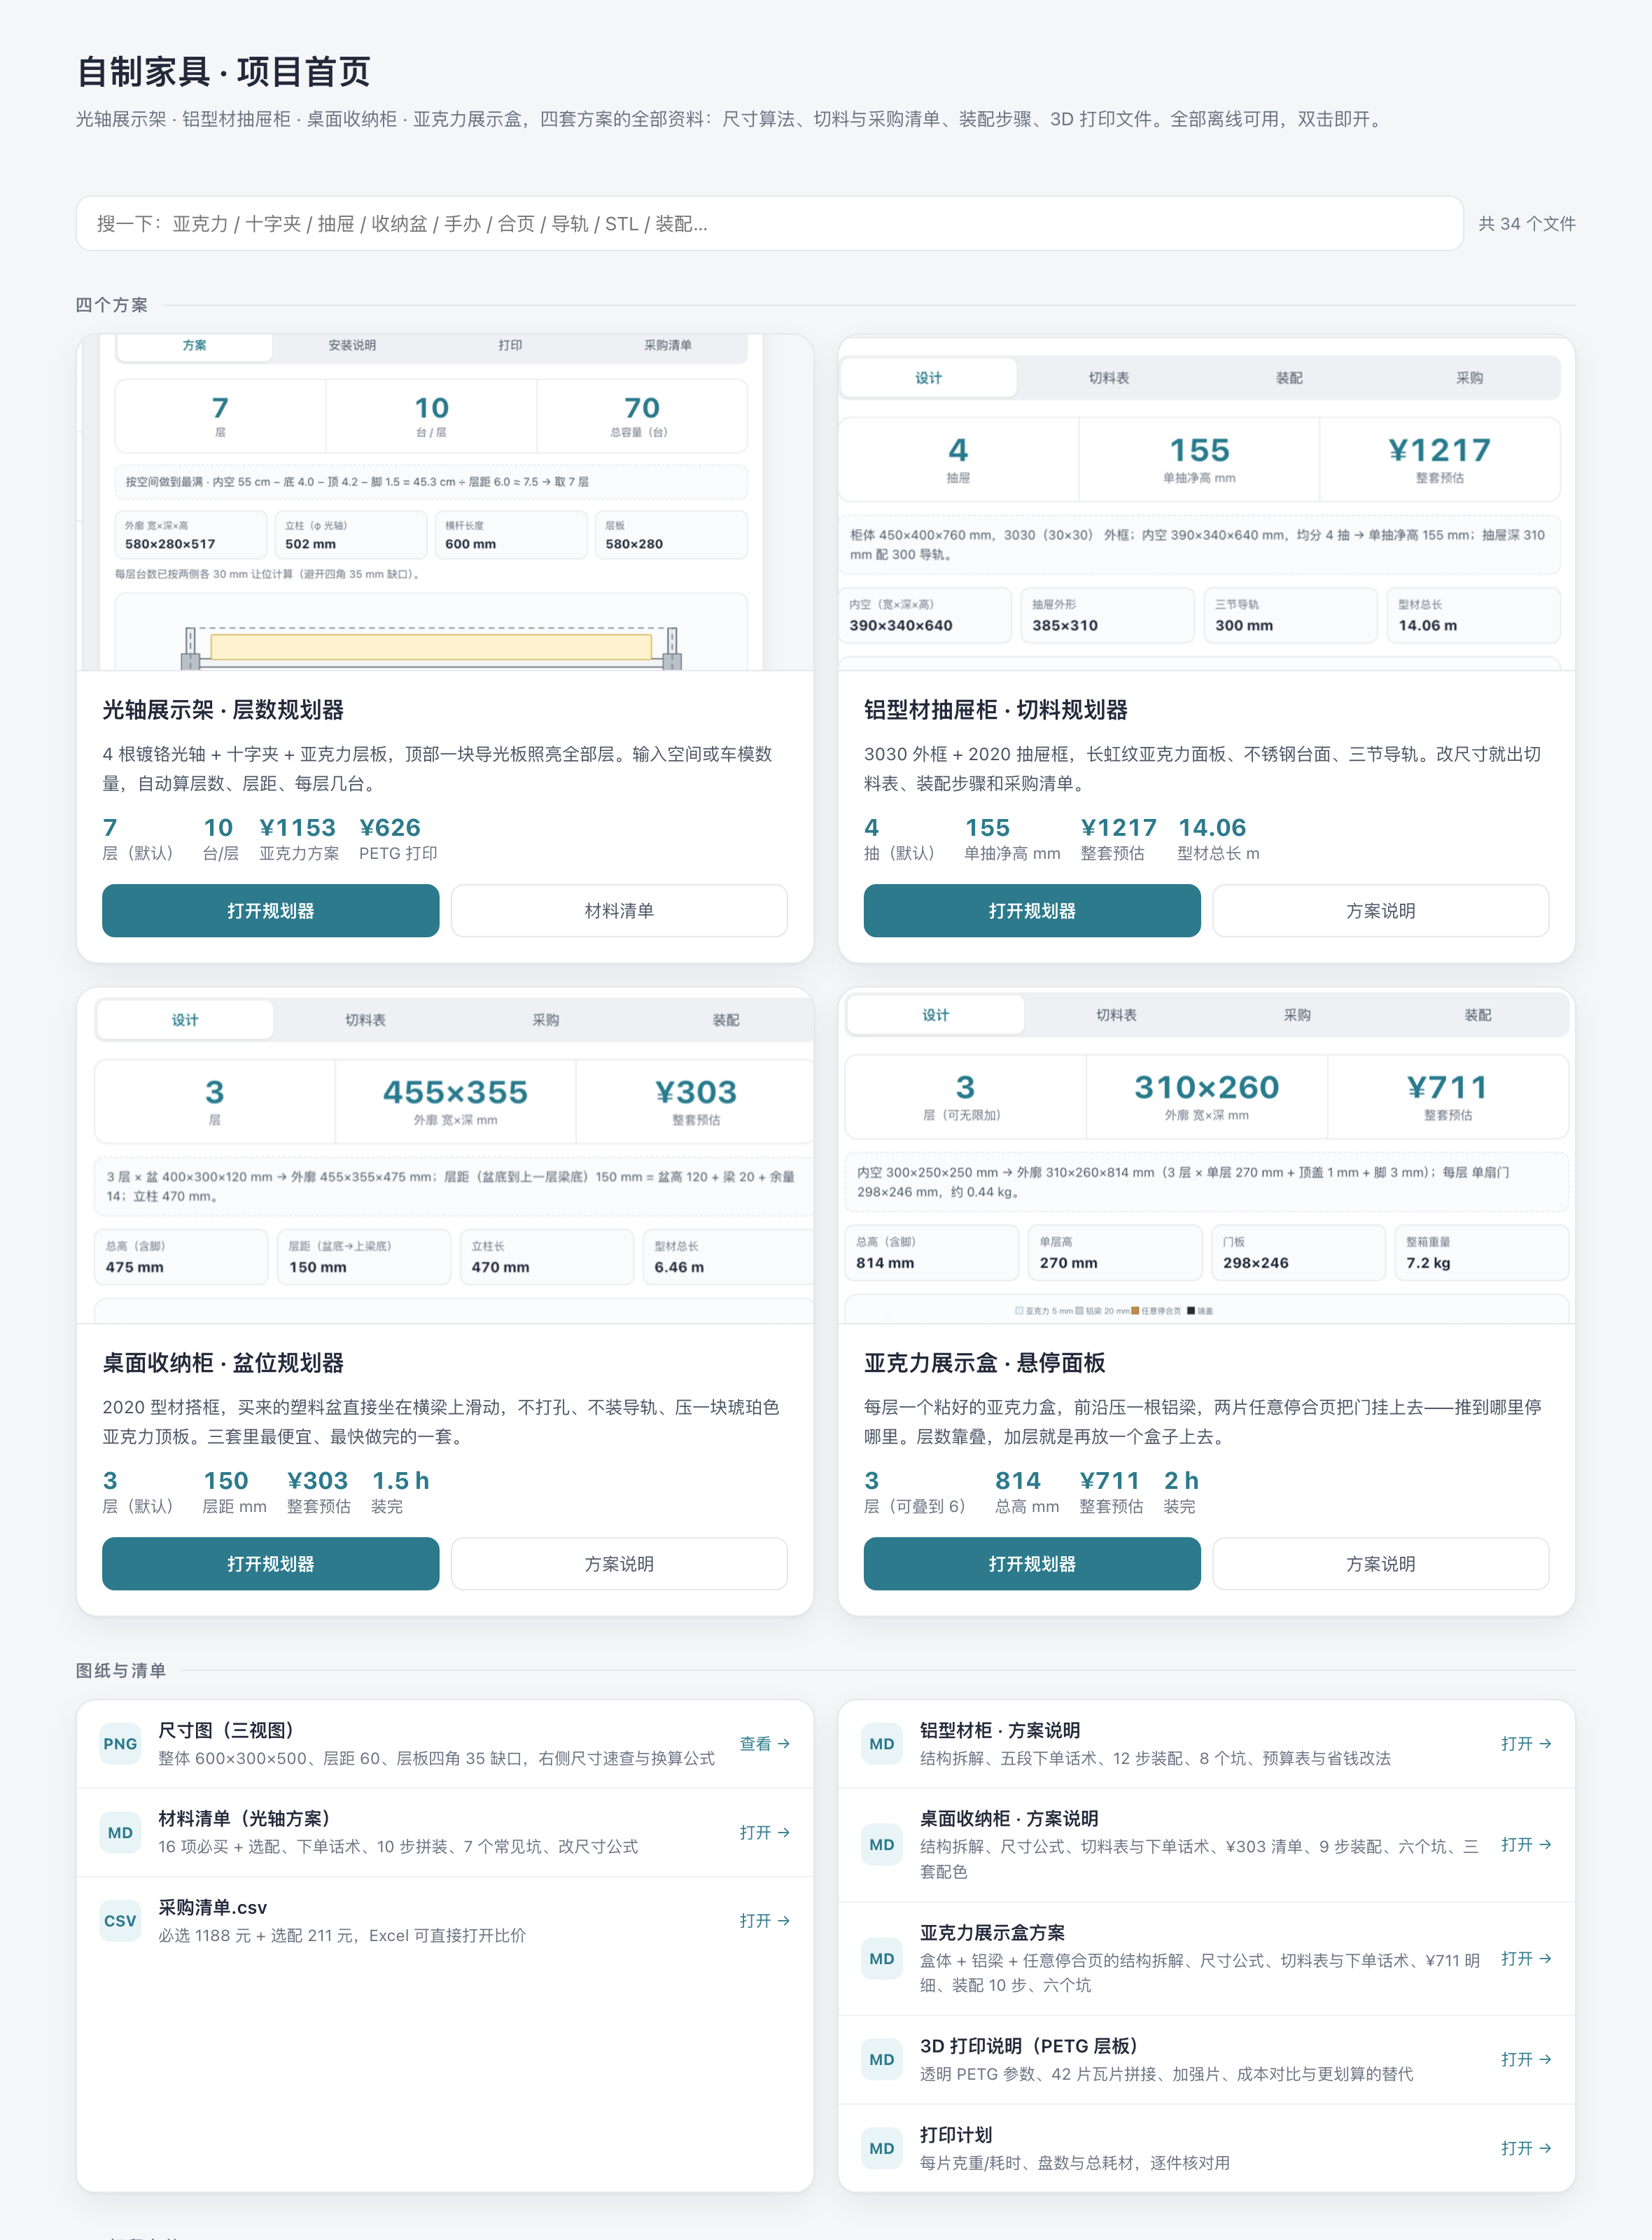 自制家具 · 项目首页
光轴展示架 · 铝型材抽屉柜 · 桌面收纳柜 · 亚克力展示盒，四套方案的全部资料：尺寸算法、切料与采购清单、装配步骤、3D 打印文件。全部离线可用，双击即开。
搜一下：亚克力 / 十字夹 / 抽屉 / 收纳盆 / 手办 / 合页 / 导轨 / STL / 装配...
共 34 个文件
四个方案
方案 安装说明 打印 采购清单
7 10 70
层 台 / 层 总容量（台）
按空间做到最满 · 内空 55 cm − 底 4.0 − 顶 4.2 − 脚 1.5 = 45.3 cm ÷ 层距 6.0 ≈ 7.5 → 取 7 层
外廓 宽×深×高 立柱（φ 光轴） 横杆长度 层板
580×280×517 502 mm 600 mm 580×280
每层台数已按两侧各 30 mm 让位计算（避开四角 35 mm 缺口）。
光轴展示架 · 层数规划器
4 根镀铬光轴 + 十字夹 + 亚克力层板，顶部一块导光板照亮全部层。输入空间或车模数
量，自动算层数、层距、每层几台。
7 10 ¥1153 ¥626
层（默认） 台/层 亚克力方案 PETG 打印
打开规划器 材料清单
设计 切料表 装配 采购
4 155 ¥1217
抽屉 单抽净高 mm 整套预估
柜体 450×400×760 mm，3030（30×30） 外框；内空 390×340×640 mm，均分 4 抽 → 单抽净高 155 mm；抽屉深 310
mm 配 300 导轨。
内空（宽×深×高） 抽屉外形 三节导轨 型材总长
390×340×640 385×310 300 mm 14.06 m
铝型材抽屉柜 · 切料规划器
3030 外框 + 2020 抽屉框，长虹纹亚克力面板、不锈钢台面、三节导轨。改尺寸就出切
料表、装配步骤和采购清单。
4 155 ¥1217 14.06
抽（默认） 单抽净高 mm 整套预估 型材总长 m
打开规划器 方案说明
设计 切料表 采购 装配
3 455×355 ¥303
层 外廓 宽×深 mm 整套预估
3 层 × 盆 400×300×120 mm → 外廓 455×355×475 mm；层距（盆底到上一层梁底）150 mm = 盆高 120 + 梁 20 + 余量
14；立柱 470 mm。
总高（含脚） 层距（盆底→上梁底） 立柱长 型材总长
475 mm 150 mm 470 mm 6.46 m
桌面收纳柜 · 盆位规划器
2020 型材搭框，买来的塑料盆直接坐在横梁上滑动，不打孔、不装导轨、压一块琥珀色
亚克力顶板。三套里最便宜、最快做完的一套。
3 150 ¥303 1.5 h
层（默认） 层距 mm 整套预估 装完
打开规划器 方案说明
设计 切料表 采购 装配
3 310×260 ¥711
层（可无限加） 外廓 宽×深 mm 整套预估
内空 300×250×250 mm → 外廓 310×260×814 mm（3 层 × 单层 270 mm + 顶盖 1 mm + 脚 3 mm）；每层 单扇门
298×246 mm，约 0.44 kg。
总高（含脚） 单层高 门板 整箱重量
814 mm 270 mm 298×246 7.2 kg
亚克力 5 mm 铝梁 20 mm 任意停合页 端盖
亚克力展示盒 · 悬停面板
每层一个粘好的亚克力盒，前沿压一根铝梁，两片任意停合页把门挂上去——推到哪里停
哪里。层数靠叠，加层就是再放一个盒子上去。
3 814 ¥711 2 h
层（可叠到 6） 总高 mm 整套预估 装完
打开规划器 方案说明
图纸与清单
PNG 尺寸图（三视图） 查看 →
整体 600×300×500、层距 60、层板四角 35 缺口，右侧尺寸速查与换算公式
MD 材料清单（光轴方案） 打开 →
16 项必买 + 选配、下单话术、10 步拼装、7 个常见坑、改尺寸公式
CSV 采购清单.csv 打开 →
必选 1188 元 + 选配 211 元，Excel 可直接打开比价
MD 铝型材柜 · 方案说明 打开 →
结构拆解、五段下单话术、12 步装配、8 个坑、预算表与省钱改法
MD 桌面收纳柜 · 方案说明 打开 →
结构拆解、尺寸公式、切料表与下单话术、¥303 清单、9 步装配、六个坑、三
套配色
MD 亚克力展示盒方案 打开 →
盒体 + 铝梁 + 任意停合页的结构拆解、尺寸公式、切料表与下单话术、¥711 明
细、装配 10 步、六个坑
MD 3D 打印说明（PETG 层板） 打开 →
透明 PETG 参数、42 片瓦片拼接、加强片、成本对比与更划算的替代
MD 打印计划 打开 →
每片克重/耗时、盘数与总耗材，逐件核对用